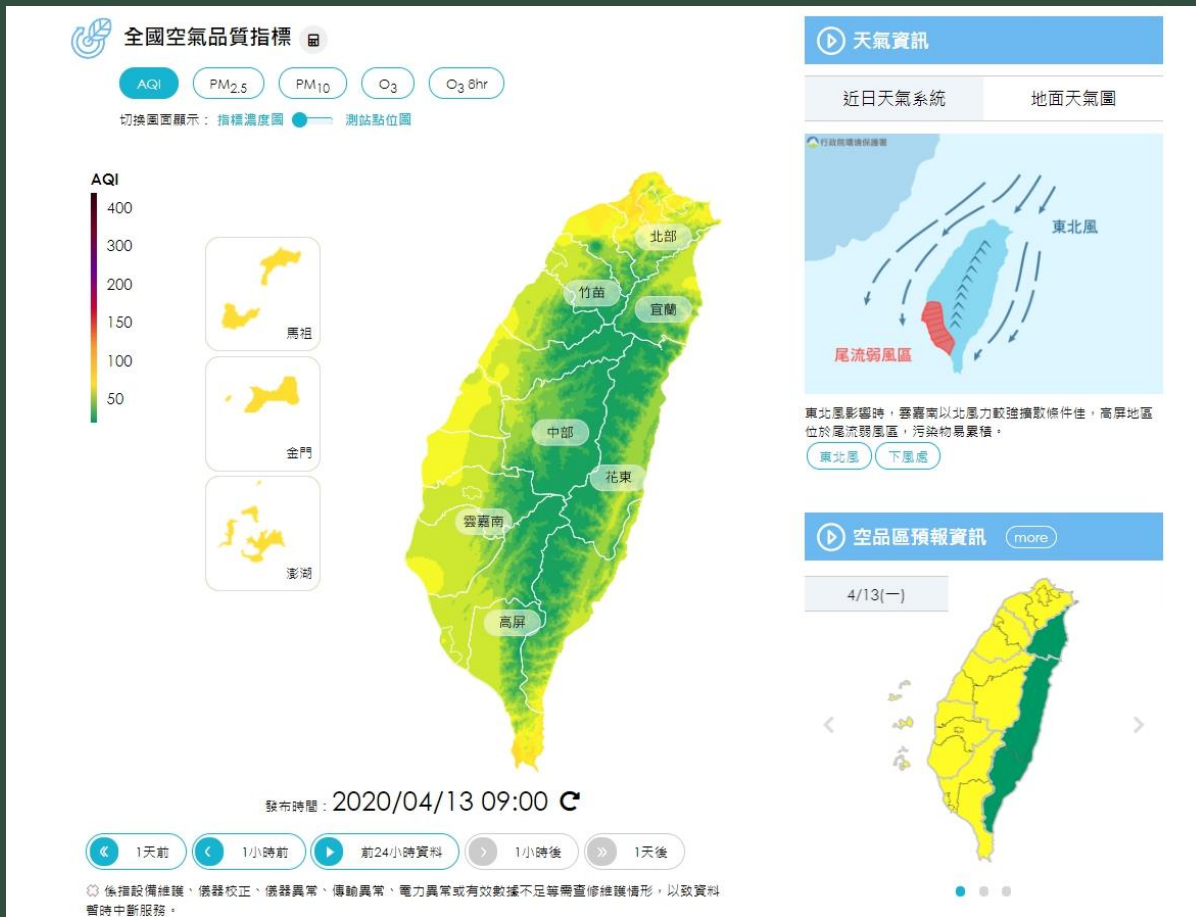 全國空氣品質指標
AQI
PM2.5
PM10
O3
O3 8hr
切換畫面顯示：指標濃度圖 測站點位圖
AQI
400
300
200
150
100
50
馬祖
金門
澎湖
北部
竹苗
宜蘭
中部
花東
雲嘉南
高屏
發布時間：2020/04/13 09:00
1天前
1小時前
前24小時資料
1小時後
1天後
係指設備維護、儀器校正、儀器異常、傳輸異常、電力異常或有效數據不足等需查修維護情形，以致資料
暫時中斷服務。
天氣資訊
近日天氣系統
地面天氣圖
行政院環境保護署
東北風
尾流弱風區
東北風影響時，雲嘉南以北風力較強擴散條件佳，高屏地區
位於尾流弱風區，污染物易累積。
東北風
下風處
空品區預報資訊
more
4/13(一)